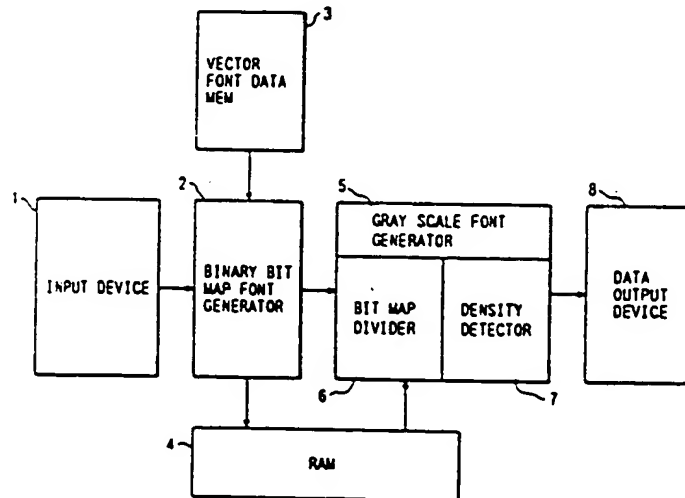 3
VECTOR
FONT DATA
MEM
1
INPUT DEVICE
2
BINARY BIT
MAP FONT
GENERATOR
5
GRAY SCALE FONT
GENERATOR
BIT MAP
DIVIDER
DENSITY
DETECTOR
6
7
8
DATA
OUTPUT
DEVICE
4
RAM